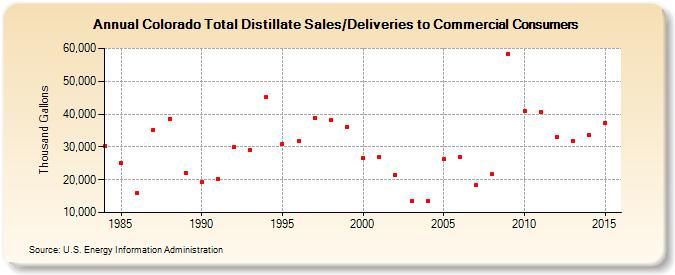 Annual Colorado Total Distillate Sales/Deliveries to Commercial Consumers
Thousand Gallons
60,000
50,000
40,000
30,000
20,000
10,000
1985 1990 1995 2000 2005 2010 2015
Source: U.S. Energy Information Administration